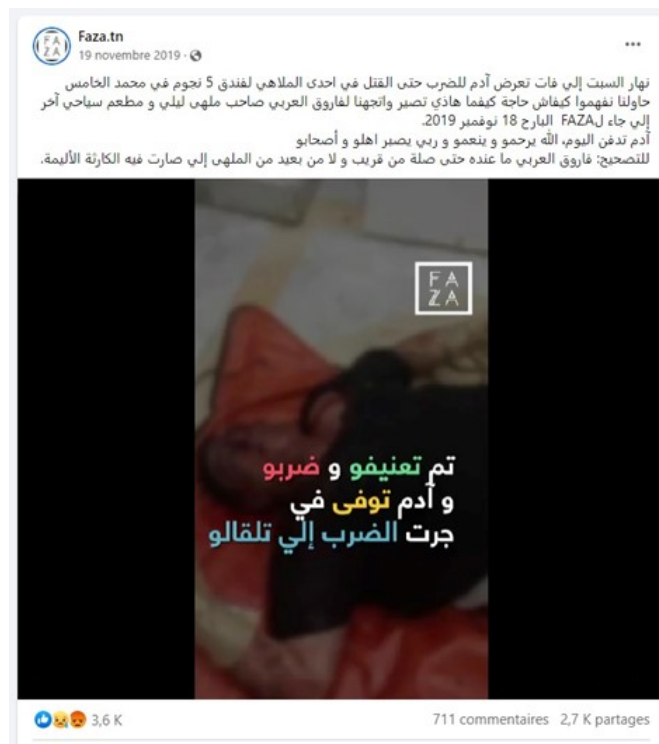 Faza.tn
19 novembre 2019
نهار السبت إلي فات تعرض آدم للضرب حتى القتل في احدى الملاهي لفندق 5 نجوم في محمد الخامس
حاولنا نفهموا كيفاش حاجة كيفما هاذي تصير واتجهنا لفاروق العربي صاحب ملهى ليلي و مطعم سياحي آخر
إلي جاء لFAZA البارح 18 نوفمبر 2019.
آدم تدفن اليوم، الله يرحمو و ينعمو و ربي يصبر اهلو و أصحابو
للتصحيح: فاروق العربي ما عنده حتى صلة من قريب و لا من بعيد من الملهى إلي صارت فيه الكارثة الأليمة.
FA
ZA
تم تعنيفو و ضربو
و آدم توفى في
جرت الضرب إلي تلقالو
3,6 K
711 commentaires 2,7 K partages